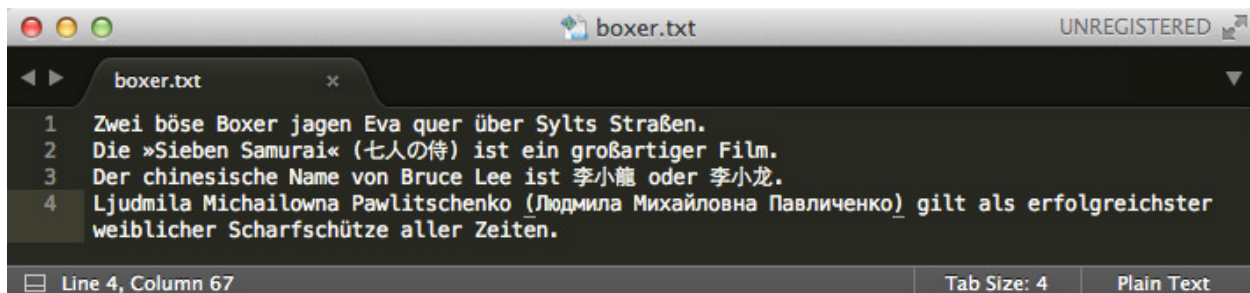 boxer.txt
UNREGISTERED
boxer.txt
1 Zwei böse Boxer jagen Eva quer über Sylts Straßen.
2 Die »Sieben Samurai« (七人の侍) ist ein großartiger Film.
3 Der chinesische Name von Bruce Lee ist 李小龍 oder 李小龙.
4 Ljudmila Michailowna Pawlitschenko (Людмила Михайловна Павличенко) gilt als erfolgreichster
weiblicher Scharfschütze aller Zeiten.
Line 4, Column 67 Tab Size: 4 Plain Text